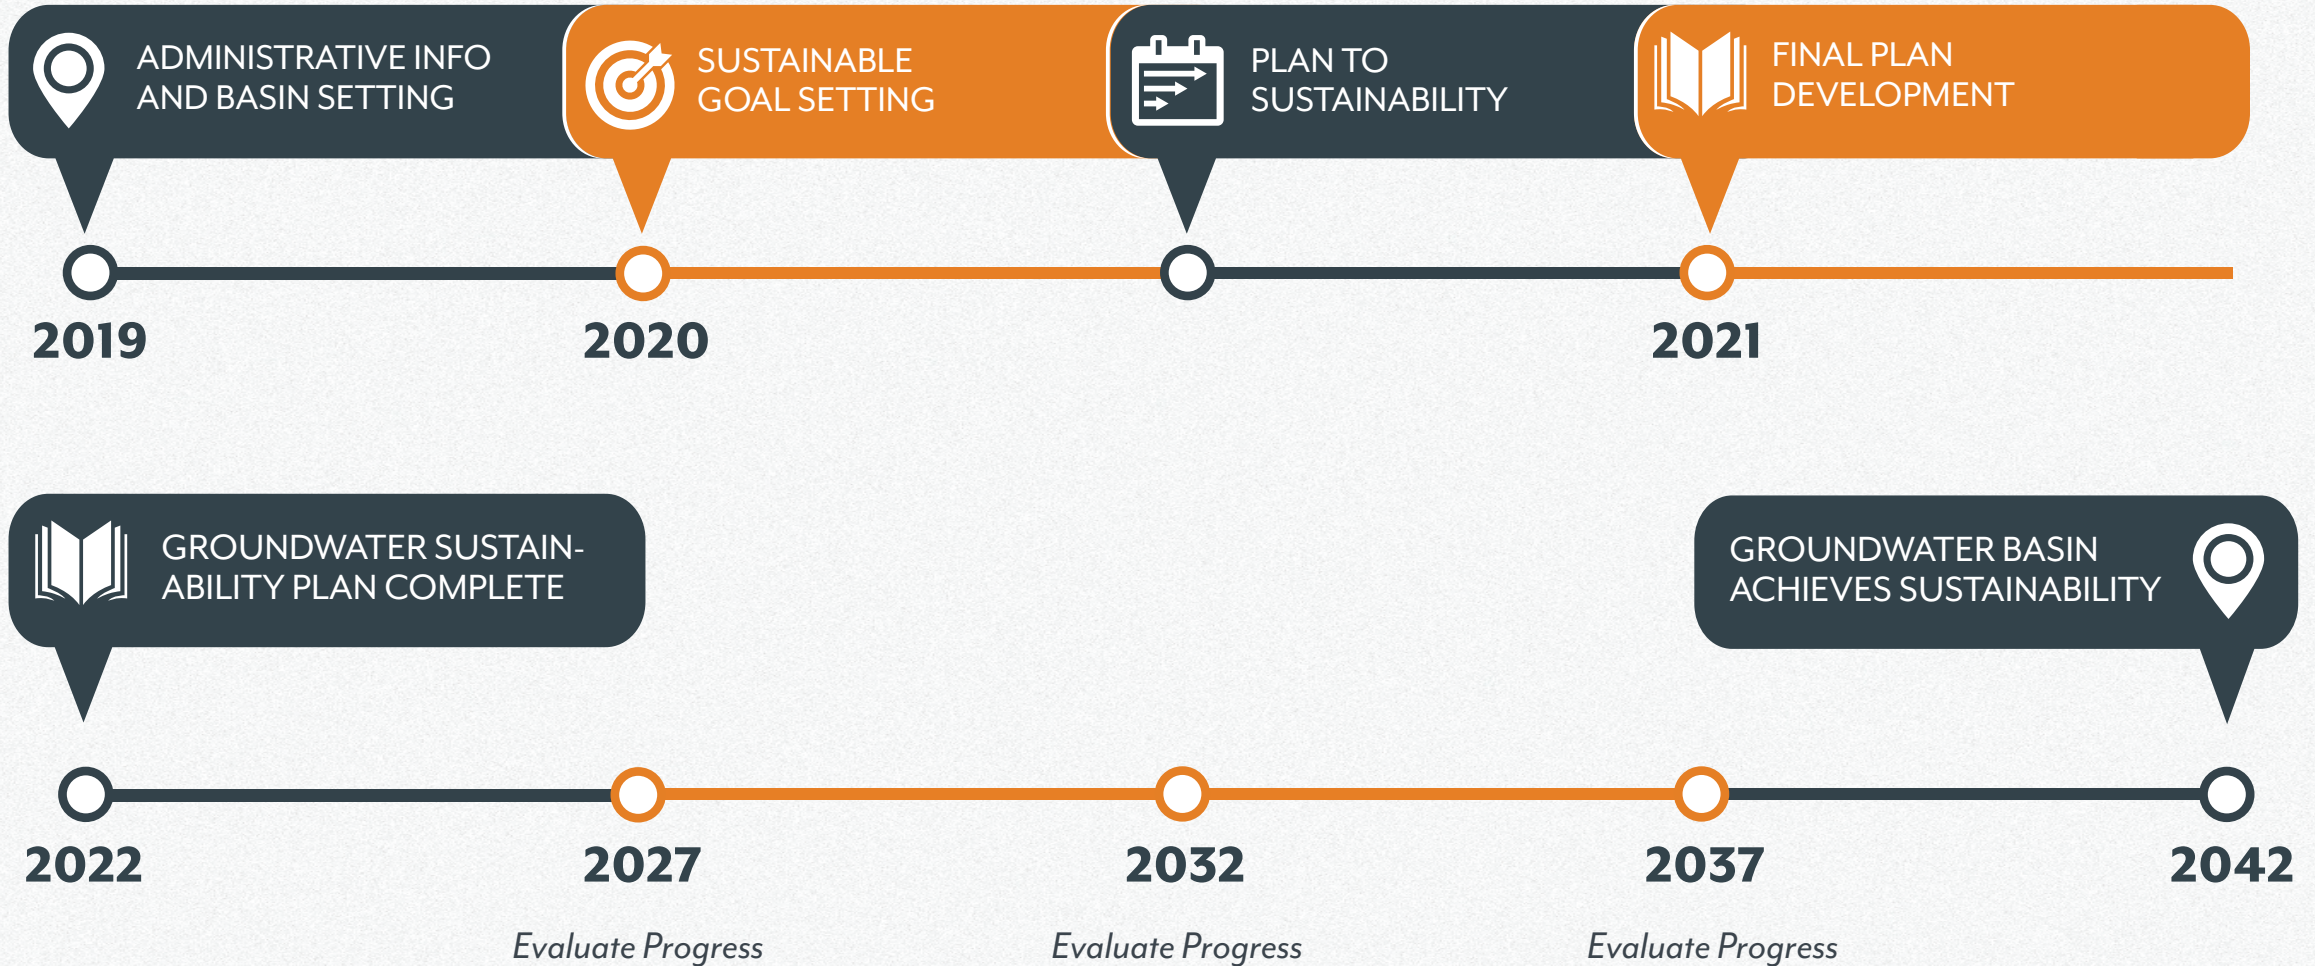 ADMINISTRATIVE INFO
AND BASIN SETTING
SUSTAINABLE
GOAL SETTING
PLAN TO
SUSTAINABILITY
FINAL PLAN
DEVELOPMENT
2019
2020
2021
GROUNDWATER SUSTAIN-
ABILITY PLAN COMPLETE
GROUNDWATER BASIN
ACHIEVES SUSTAINABILITY
2022
2027
2032
2037
2042
Evaluate Progress
Evaluate Progress
Evaluate Progress